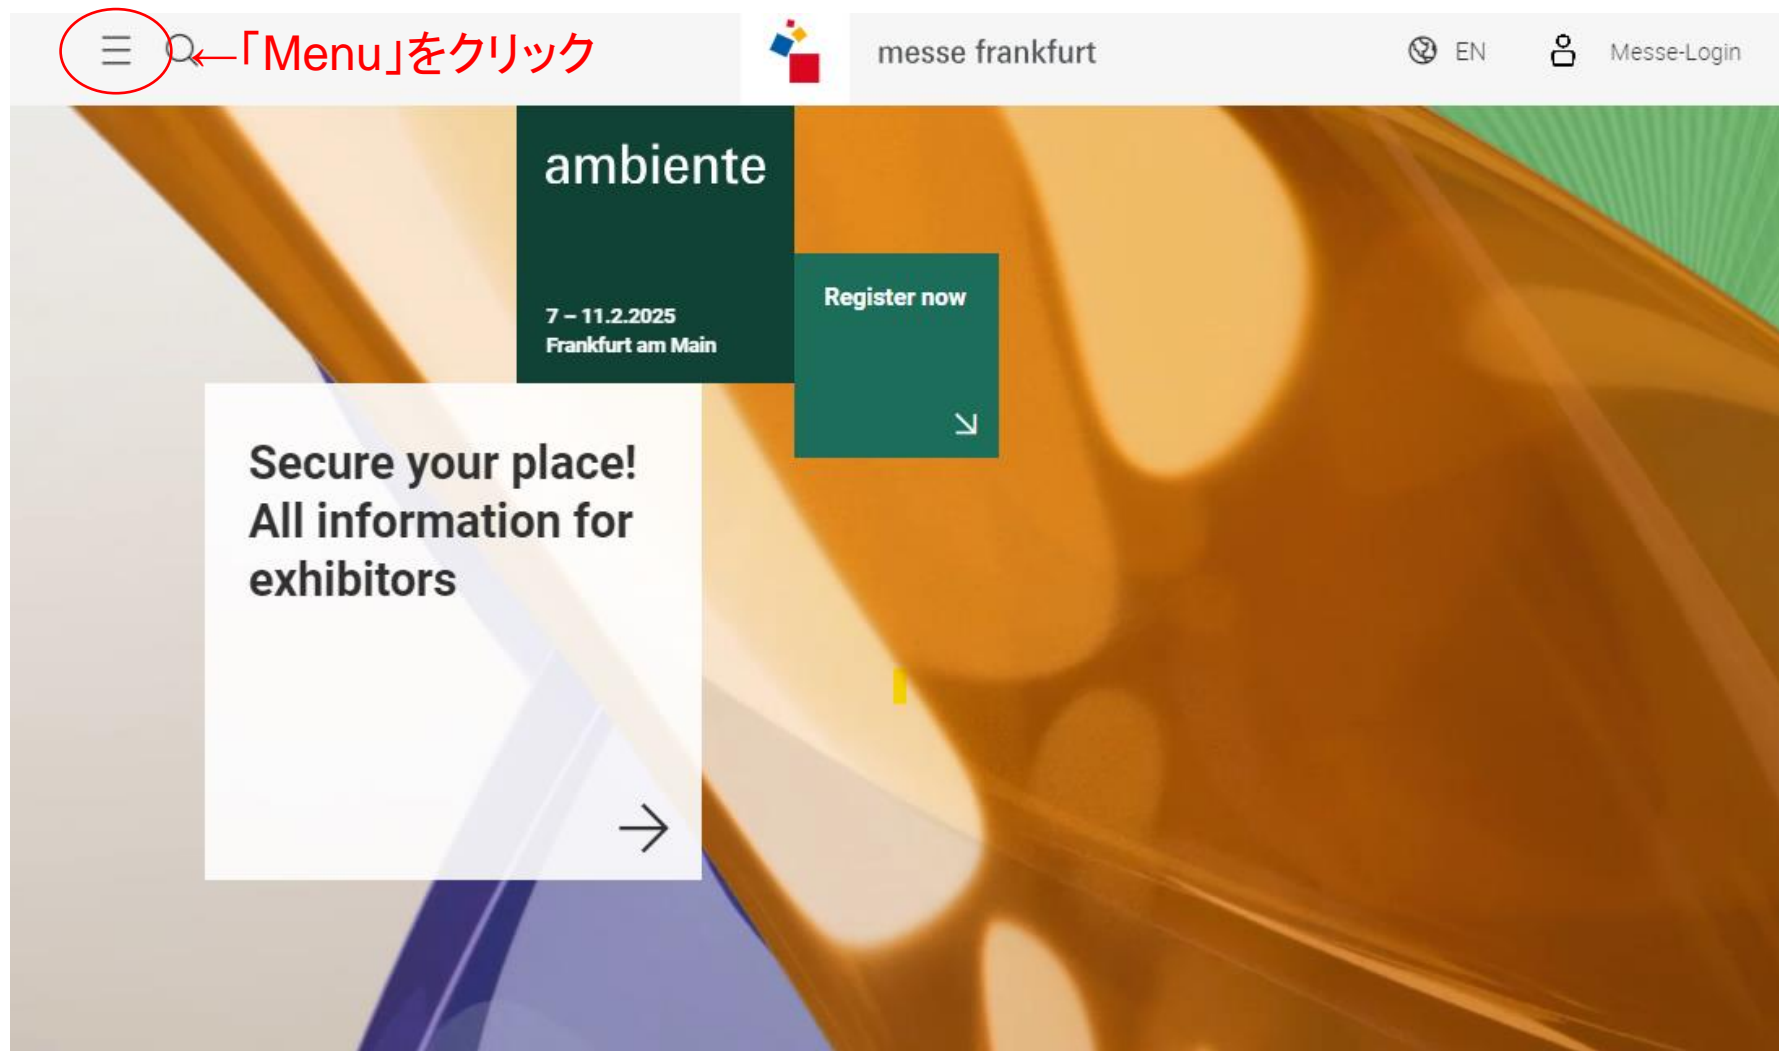 ←「Menu」をクリック
messe frankfurt
EN
Messe-Login
ambiente
7 – 11.2.2025
Frankfurt am Main
Register now
Secure your place!
All information for
exhibitors